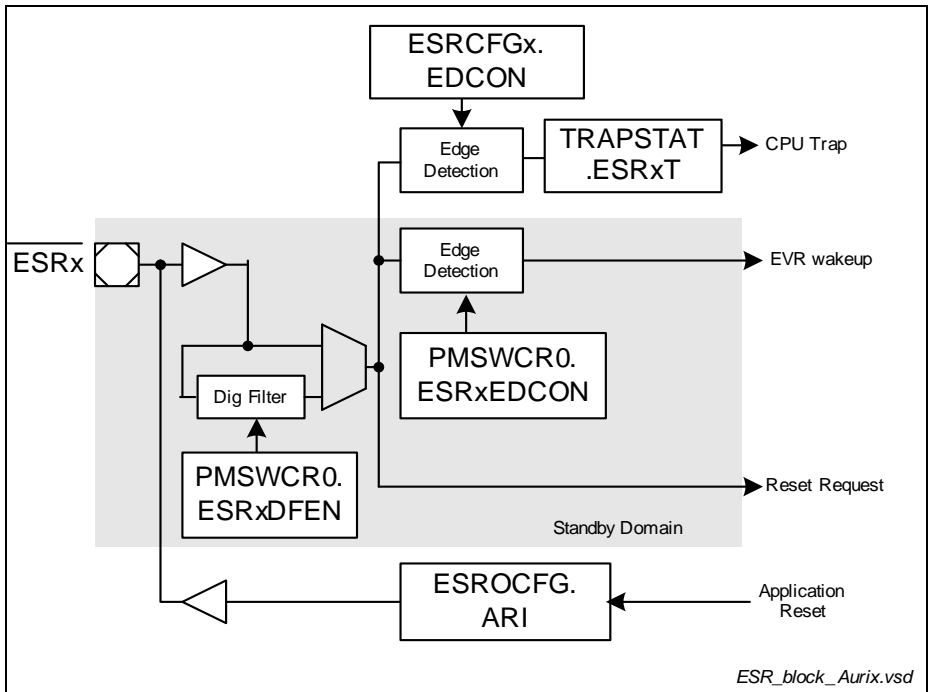 ESRCFGx.
EDCON
Edge
Detection
TRAPSTAT
.ESRxT
CPU Trap
ESRx
Edge
Detection
EVR wakeup
PMSWCR0.
ESRxEDCON
Dig Filter
PMSWCR0.
ESRxDFEN
Reset Request
Standby Domain
ESROCFG.
ARI
Application
Reset
ESR_block_Aurix.vsd